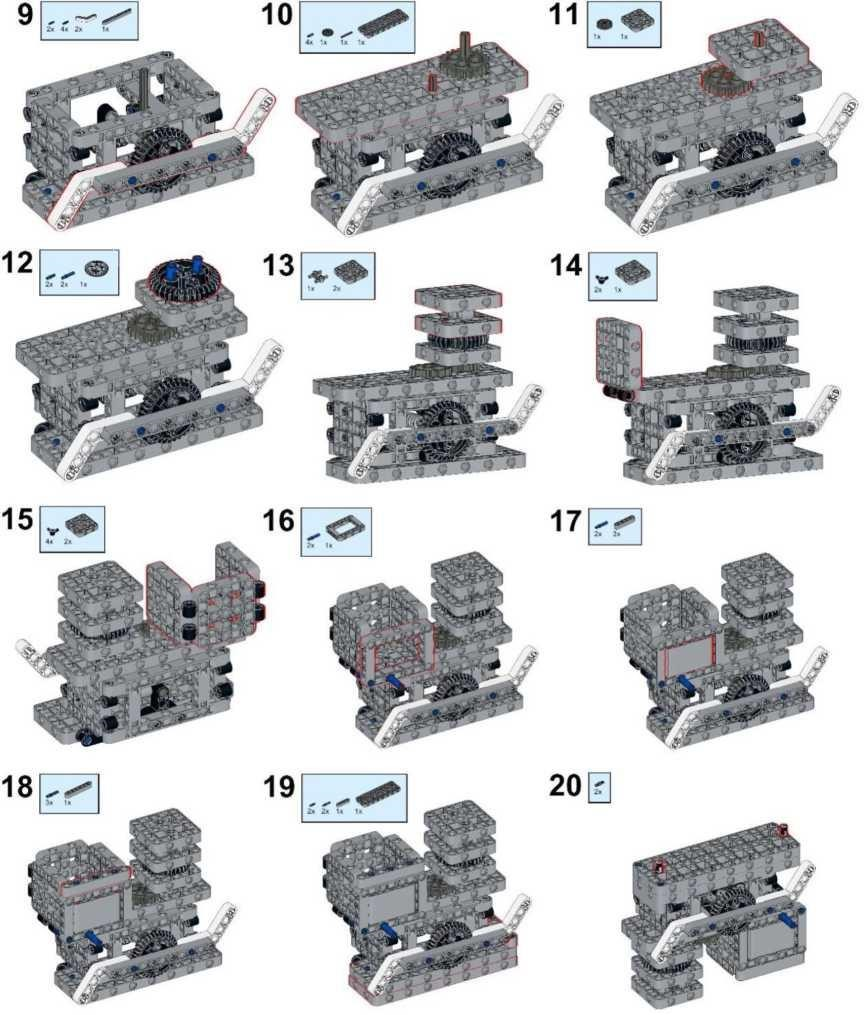 9
2x 4x 2x 1x
10
4x 1x 1x 1x
11
1x 1x
12
2x 2x 1x
13
1x 2x
14
2x 1x
15
4x 2x
16
2x 1x
17
2x 3x
18
3x 1x
19
2x 2x 1x 1x
20
2x